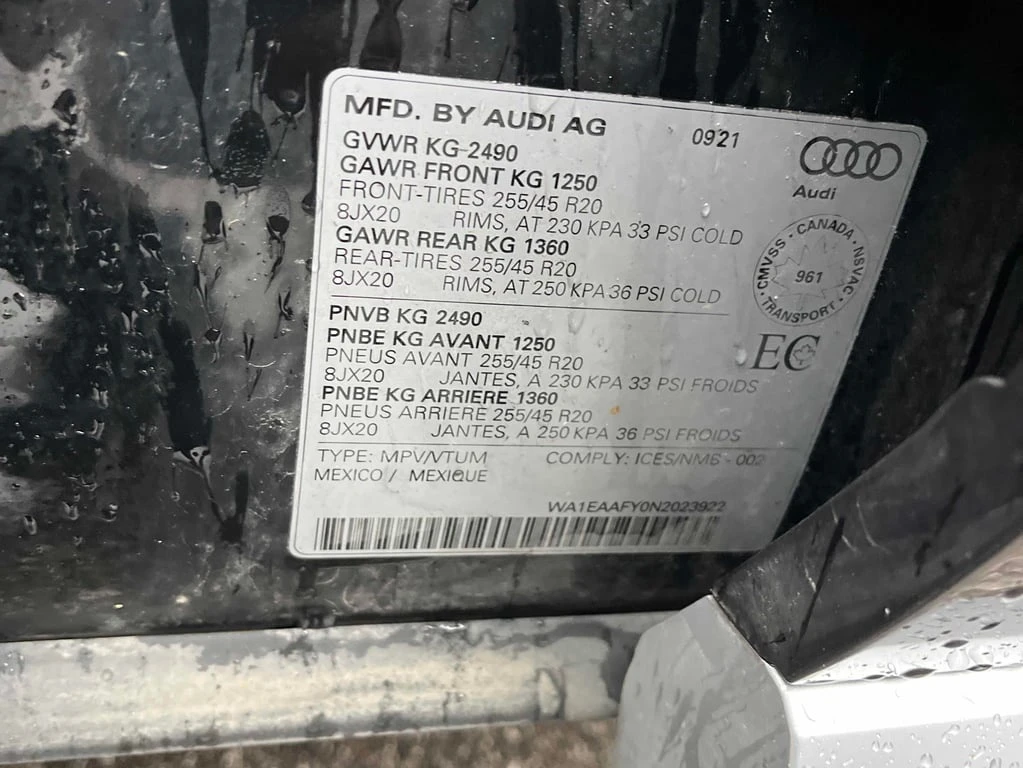 MFD. BY AUDI AG 09'21
Audi
GVWR KG 2490
GAWR FRONT KG 1250
FRONT-TIRES 255/45 R20
8JX20 RIMS, AT 230 KPA 33 PSI COLD
GAWR REAR KG 1360
REAR-TIRES 255/45 R20
8JX20 RIMS, AT 250 KPA 36 PSI COLD
CMVSS · CANADA · NSVAC · TRANSPORT ·
961
EC
PNVB KG 2490
PNBE KG AVANT 1250
PNEUS AVANT 255/45 R20
8JX20 JANTES, A 230 KPA 33 PSI FROIDS
PNBE KG ARRIERE 1360
PNEUS ARRIERE 255/45 R20
8JX20 JANTES, A 250 KPA 36 PSI FROIDS
TYPE: MPV/VTUM COMPLY: ICES/NMB - 002
MEXICO / MEXIQUE
WA1EAAFY0N2023922